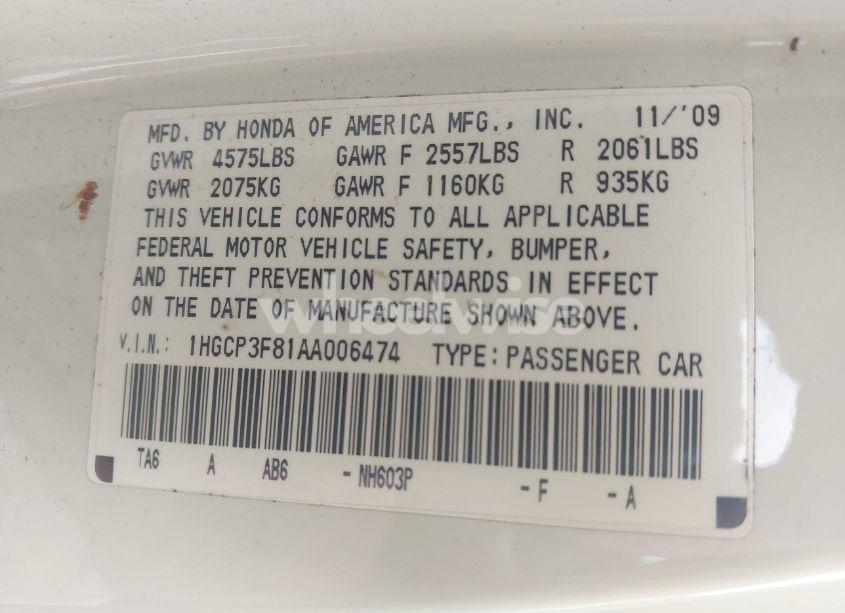 MFD. BY HONDA OF AMERICA MFG., INC. 11/'09
GVWR 4575LBS GAWR F 2557LBS R 2061LBS
GVWR 2075KG GAWR F 1160KG R 935KG
THIS VEHICLE CONFORMS TO ALL APPLICABLE
FEDERAL MOTOR VEHICLE SAFETY, BUMPER,
AND THEFT PREVENTION STANDARDS IN EFFECT
ON THE DATE OF MANUFACTURE SHOWN ABOVE.
wheelwise
V.I.N.: 1HGCP3F81AA006474 TYPE: PASSENGER CAR
TA6 A AB6 - NH603P - F - A